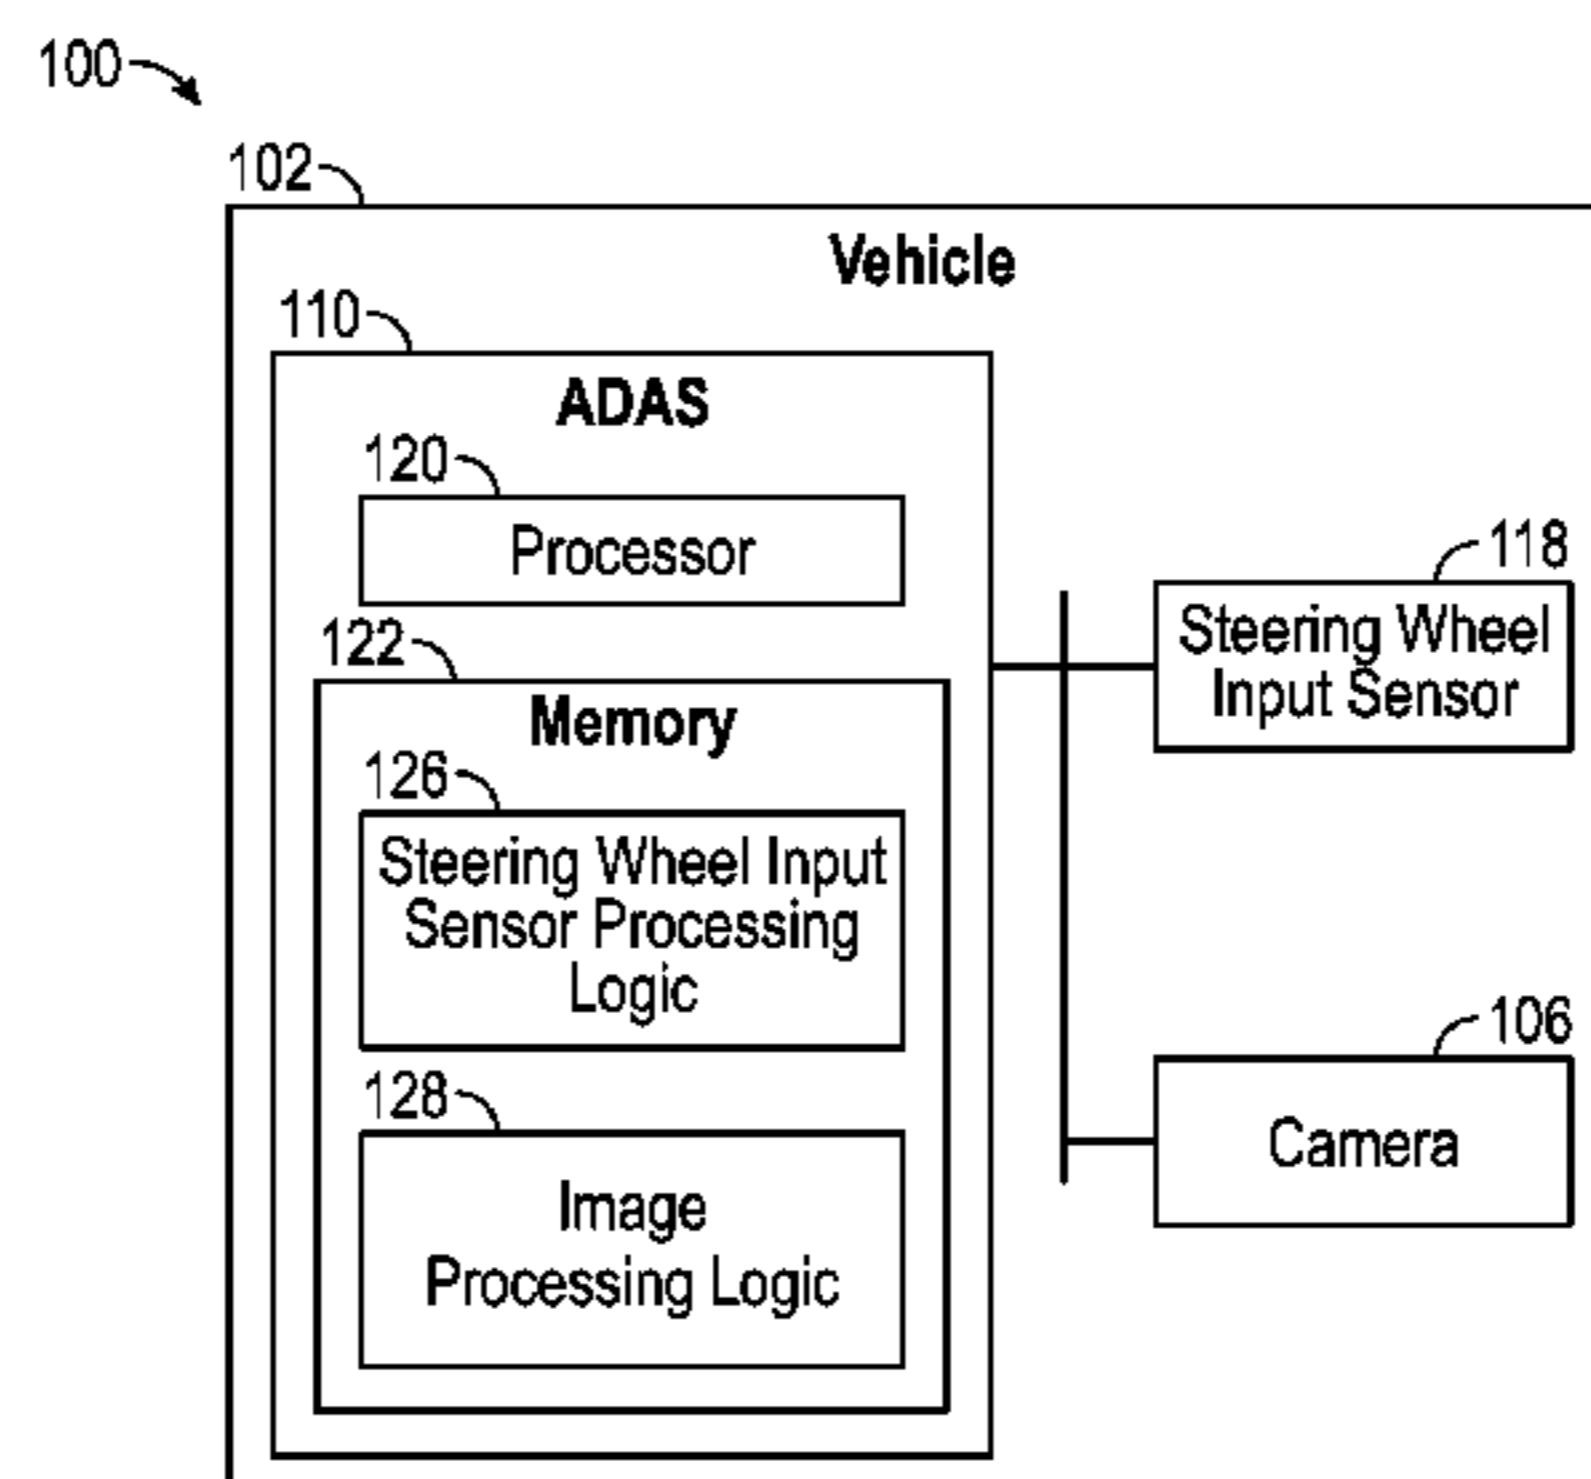 100
102
Vehicle
110
ADAS
120
Processor
118
Steering Wheel
Input Sensor
122
Memory
126
Steering Wheel Input
Sensor Processing
Logic
106
Camera
128
Image
Processing Logic